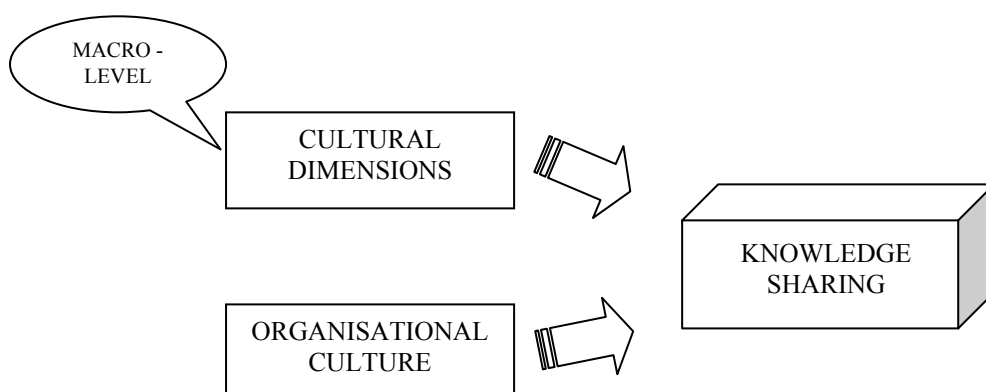 MACRO -
LEVEL
CULTURAL
DIMENSIONS
KNOWLEDGE
SHARING
ORGANISATIONAL
CULTURE